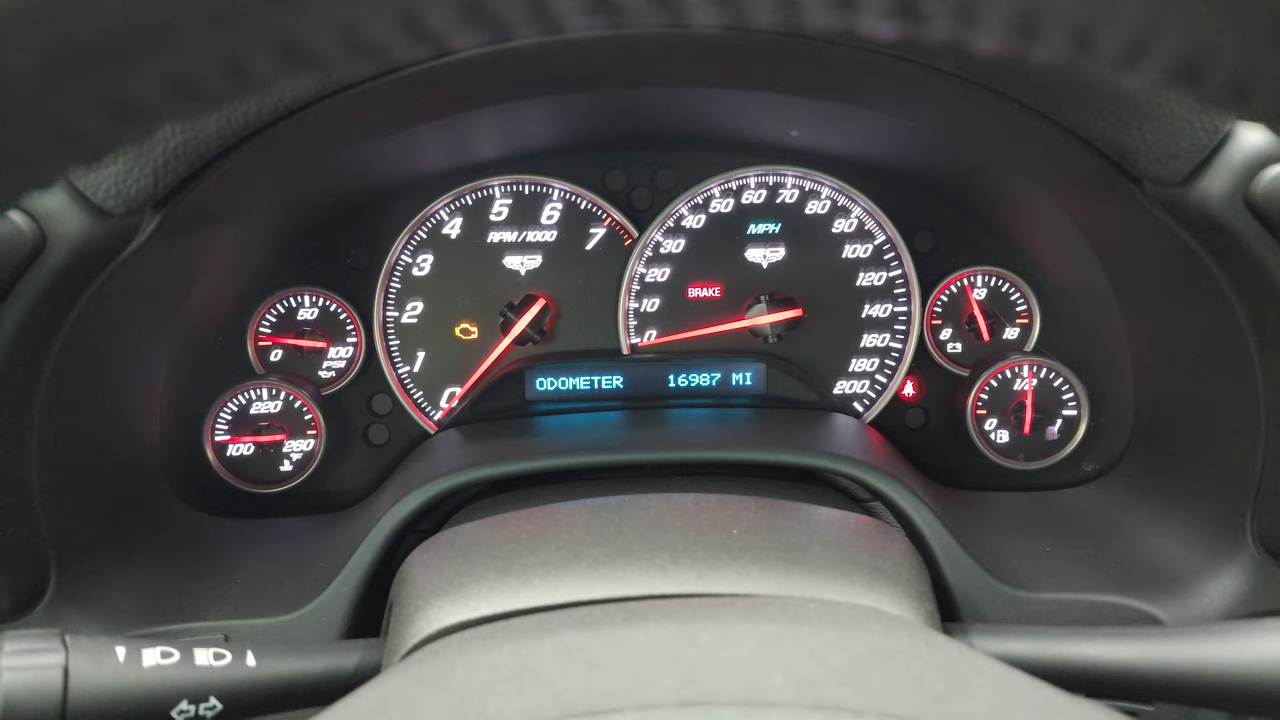 0 1 2 3 4 5 6 7
RPM / 1000
0 10 20 30 40 50 60 70 80 90 100 120 140 160 180 200
MPH
BRAKE
ODOMETER 16987 MI
0 50 100
PSI
100 220 260
°F
8 13 18
0 1/2 1